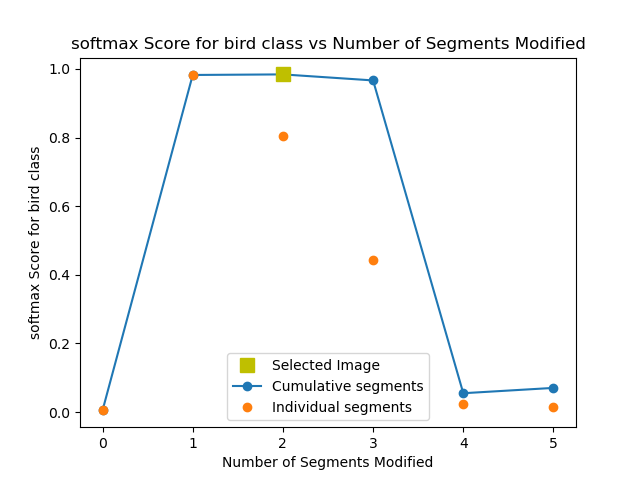 softmax Score for bird class vs Number of Segments Modified
1.0
0.8
0.6
0.4
0.2
0.0
softmax Score for bird class
Selected Image
Cumulative segments
Individual segments
0 1 2 3 4 5
Number of Segments Modified